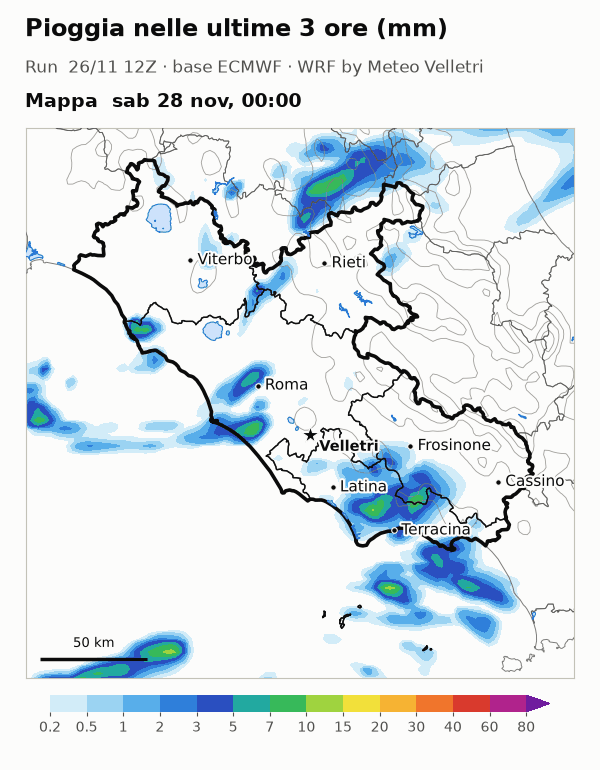 Pioggia nelle ultime 3 ore (mm)
Run  26/11 12Z · base ECMWF · WRF by Meteo Velletri
Mappa  sab 28 nov, 00:00
Viterbo
Rieti
Roma
Velletri
Frosinone
Latina
Cassino
Terracina
50 km
0.2 0.5 1 2 3 5 7 10 15 20 30 40 60 80